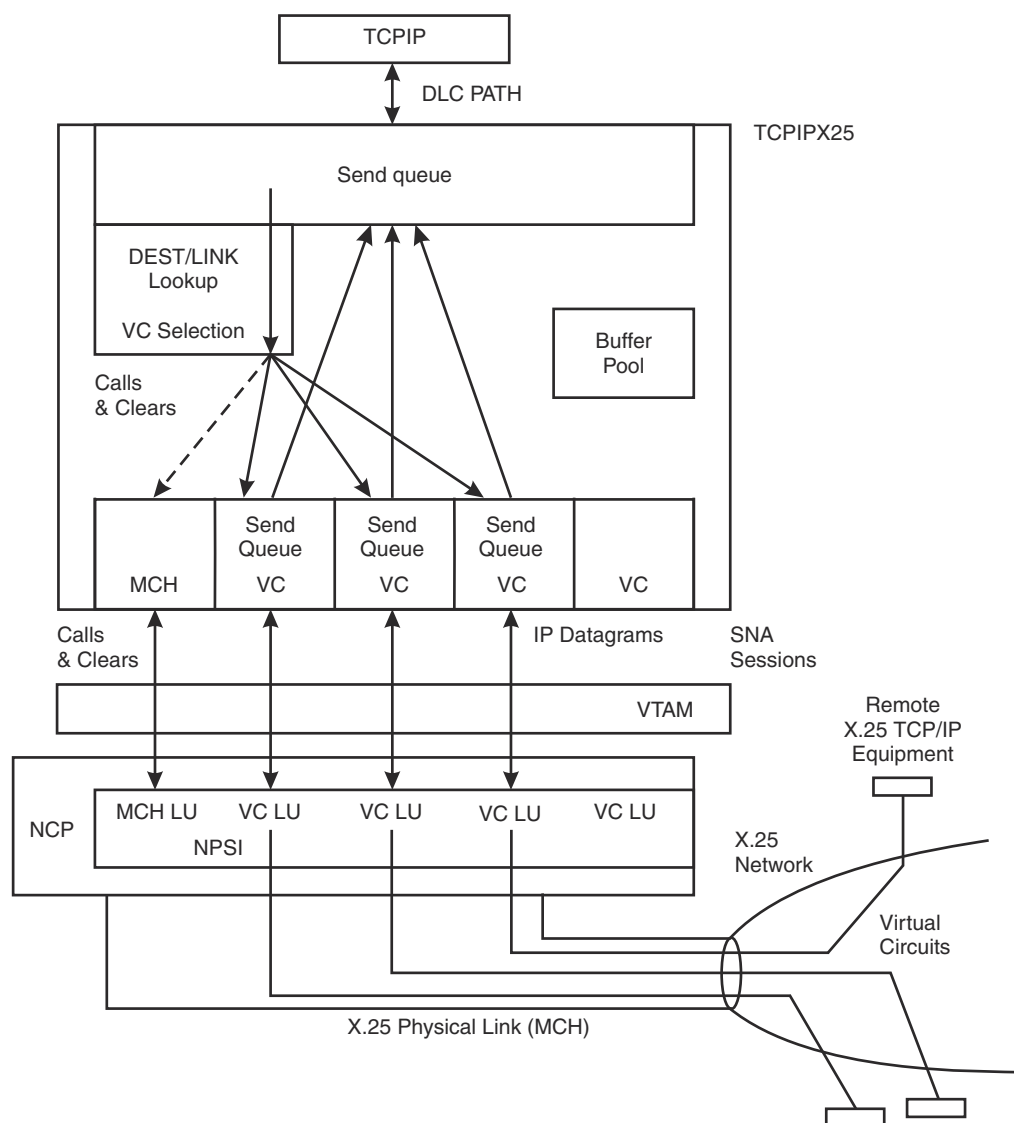 TCPIP
DLC PATH
TCPIPX25
Send queue
DEST/LINK
Lookup
VC Selection
Buffer
Pool
Calls
& Clears
Send
Queue
Send
Queue
Send
Queue
MCH
VC
VC
VC
VC
Calls
& Clears
IP Datagrams
SNA
Sessions
VTAM
Remote
X.25 TCP/IP
Equipment
NCP
MCH LU
VC LU
VC LU
VC LU
VC LU
NPSI
X.25
Network
Virtual
Circuits
X.25 Physical Link (MCH)